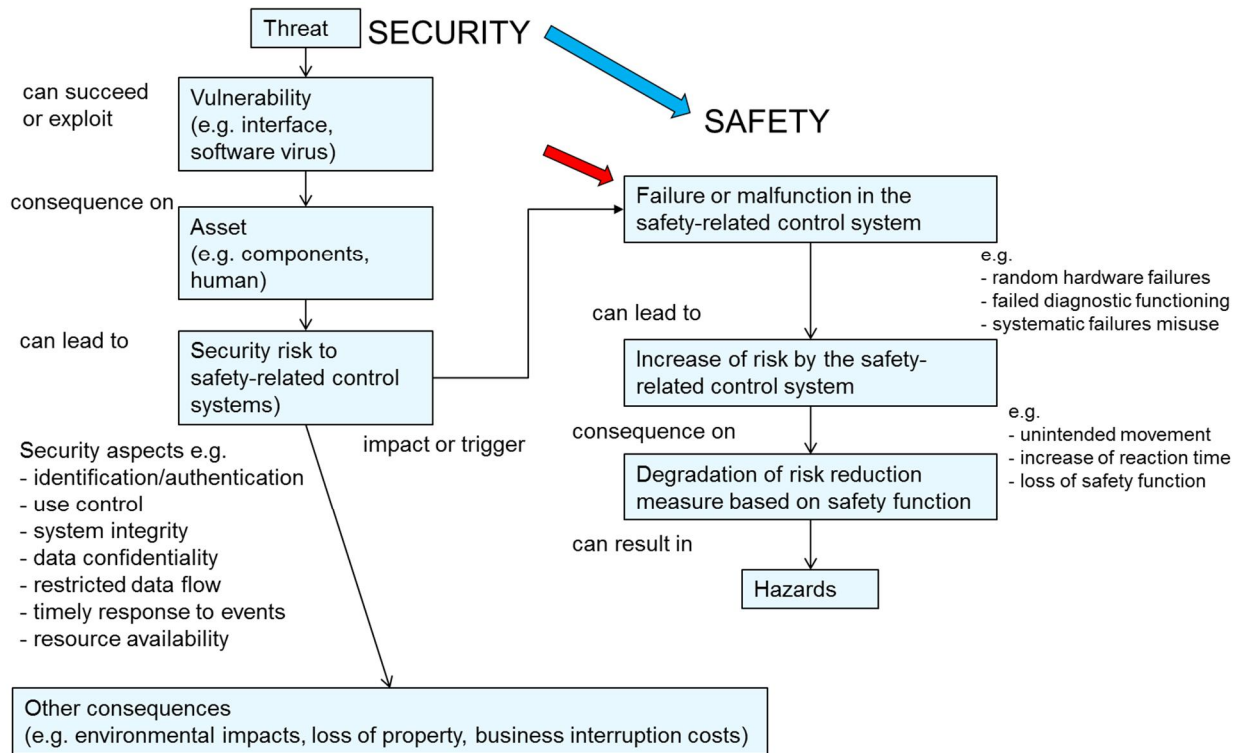 Threat
SECURITY
can succeed
or exploit
Vulnerability
(e.g. interface,
software virus)
consequence on
Asset
(e.g. components,
human)
can lead to
Security risk to
safety-related control
systems)
impact or trigger
Security aspects e.g.
- identification/authentication
- use control
- system integrity
- data confidentiality
- restricted data flow
- timely response to events
- resource availability
SAFETY
Failure or malfunction in the
safety-related control system
e.g.
- random hardware failures
- failed diagnostic functioning
- systematic failures misuse
can lead to
Increase of risk by the safety-
related control system
consequence on
e.g.
- unintended movement
- increase of reaction time
- loss of safety function
Degradation of risk reduction
measure based on safety function
can result in
Hazards
Other consequences
(e.g. environmental impacts, loss of property, business interruption costs)